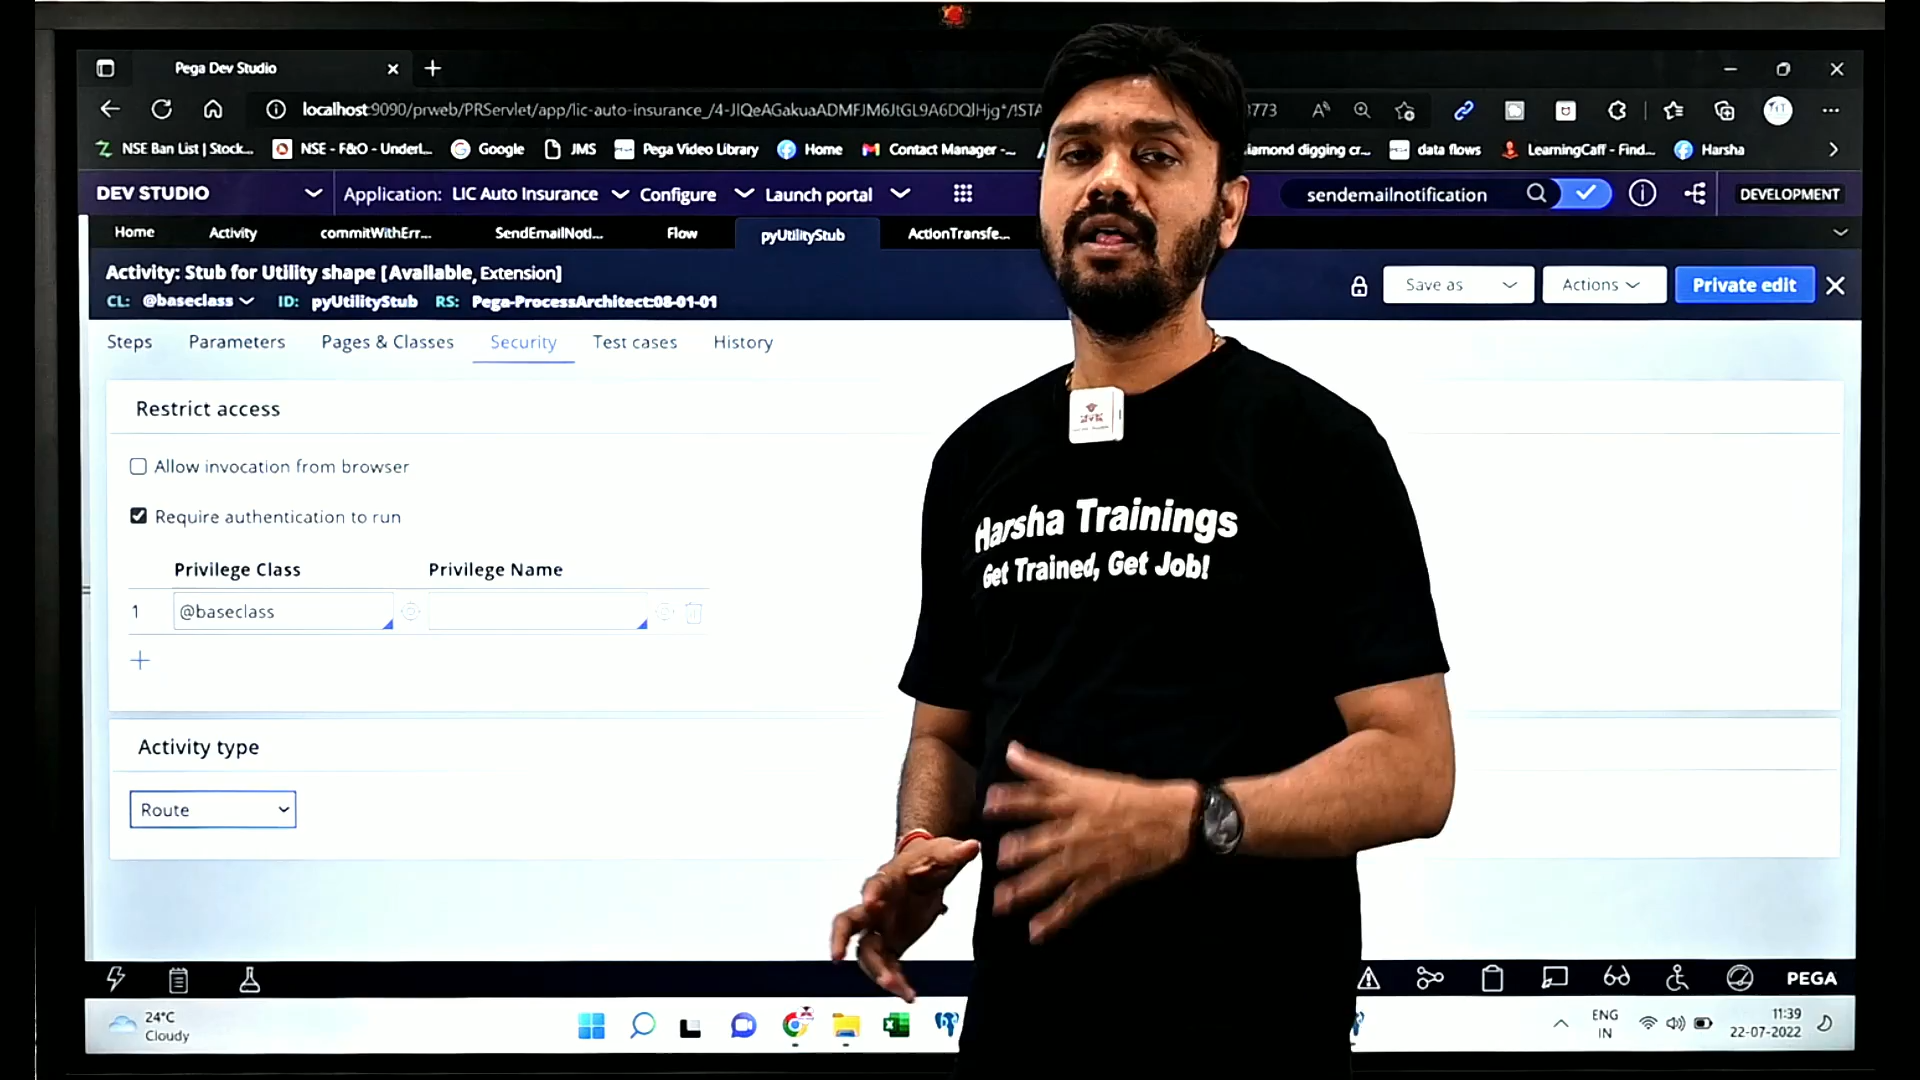 Pega Dev Studio
localhost:9090/prweb/PRServlet/app/lic-auto-insurance_/4-JIQeAGakuaADMFJM6JtGL9A6DQlHjg*/!STA
773
NSE Ban List | Stock... NSE - F&O - Underl... Google JMS Pega Video Library Home Contact Manager -... iamond digging cr... data flows LearningCaff - Find... Harsha
DEV STUDIO Application: LIC Auto Insurance Configure Launch portal sendemailnotification DEVELOPMENT
Home Activity commitWithErr... SendEmailNoti... Flow pyUtilityStub ActionTransfe...
Activity: Stub for Utility shape [Available, Extension]
CL: @baseclass ID: pyUtilityStub RS: Pega-ProcessArchitect:08-01-01
Save as Actions Private edit
Steps Parameters Pages & Classes Security Test cases History
Restrict access
Allow invocation from browser
Require authentication to run
Privilege Class Privilege Name
1 @baseclass
Activity type
Route
Harsha Trainings
Get Trained, Get Job!
PEGA
24°C
Cloudy
ENG
IN
11:39
22-07-2022